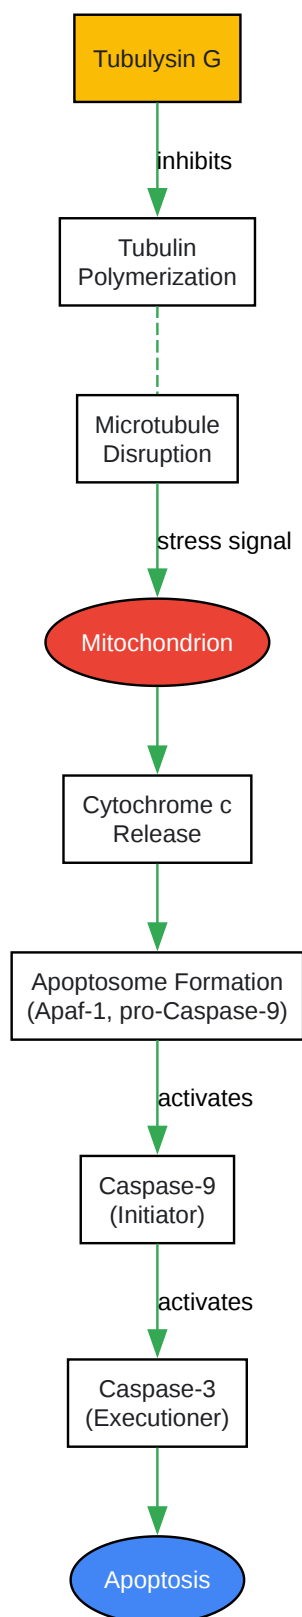 Tubulysin G
inhibits
Tubulin
Polymerization
Microtubule
Disruption
stress signal
Mitochondrion
Cytochrome c
Release
Apoptosome Formation
(Apaf-1, pro-Caspase-9)
activates
Caspase-9
(Initiator)
activates
Caspase-3
(Executioner)
Apoptosis